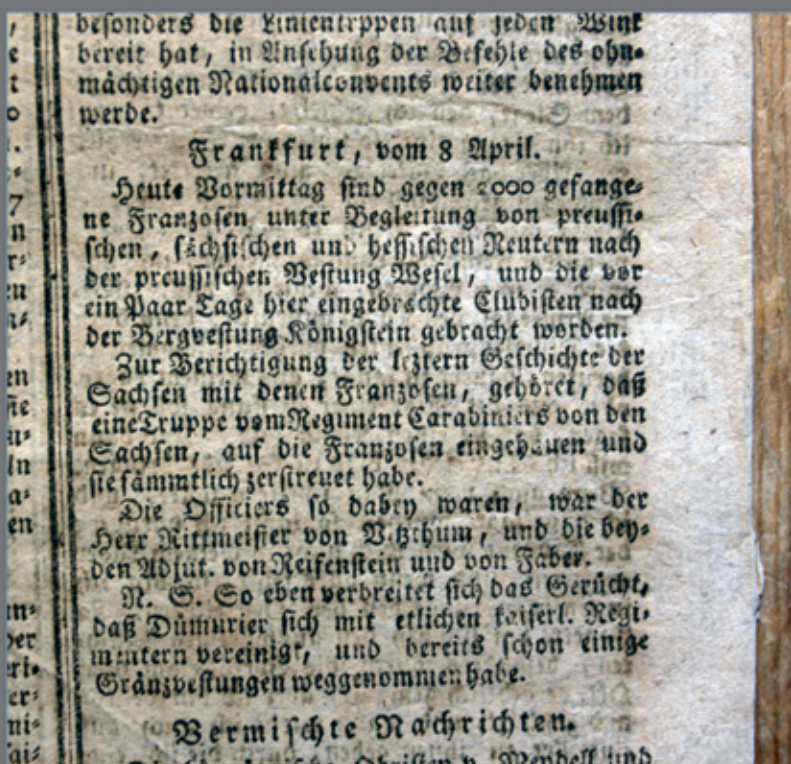 besonders die Linientrppen auf jeden Wink
bereit hat, in Ansehung der Befehle des ohn-
mächtigen Nationalconvents weiter benehmen
werde.
Frankfurt, vom 8 April.
Heute Vormittag sind gegen 2000 gefange-
ne Franzosen unter Begleitung von preussi-
schen, sächsischen und hessischen Reutern nach
der preussischen Vestung Wesel, und die vor
ein Paar Tage hier eingebrachte Clubisten nach
der Bergvestung Königstein gebracht worden.
Zur Berichtigung der leztern Geschichte der
Sachsen mit denen Franzosen, gehöret, daß
eine Truppe vom Regiment Carabiniers von den
Sachsen, auf die Franzosen eingehauen und
sie sämmtlich zerstreuet habe.
Die Officiers so dabey waren, war der
Herr Rittmeister von Vitzthum, und die bey-
den Adjut. von Reifenstein und von Faber.
N. S. So eben verbreitet sich das Gerücht,
daß Dümurier sich mit etlichen kaiserl. Regi-
mentern vereinigt, und bereits schon einige
Gränzvestungen weggenommen habe.
Vermischte Nachrichten.